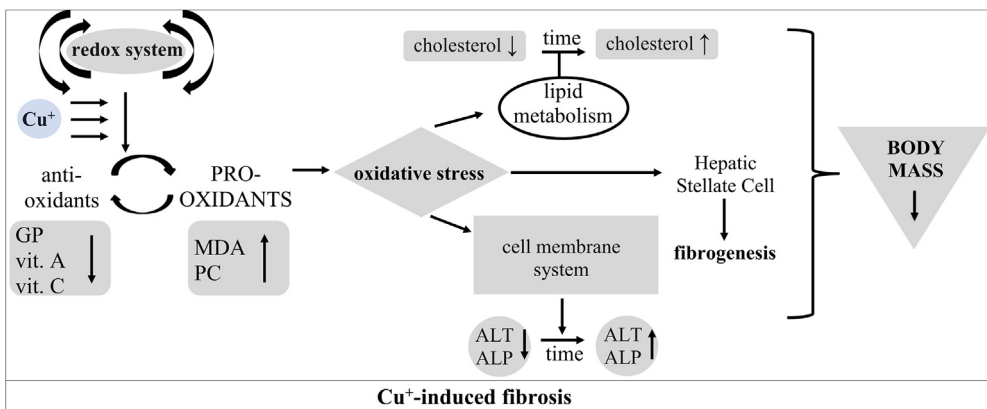 redox system
Cu⁺
anti-
oxidants
PRO-
OXIDANTS
GP
vit. A
vit. C
MDA
PC
oxidative stress
cholesterol ↓
time
cholesterol ↑
lipid
metabolism
cell membrane
system
ALT
ALP
time
ALT
ALP
Hepatic
Stellate Cell
fibrogenesis
BODY
MASS
Cu⁺-induced fibrosis